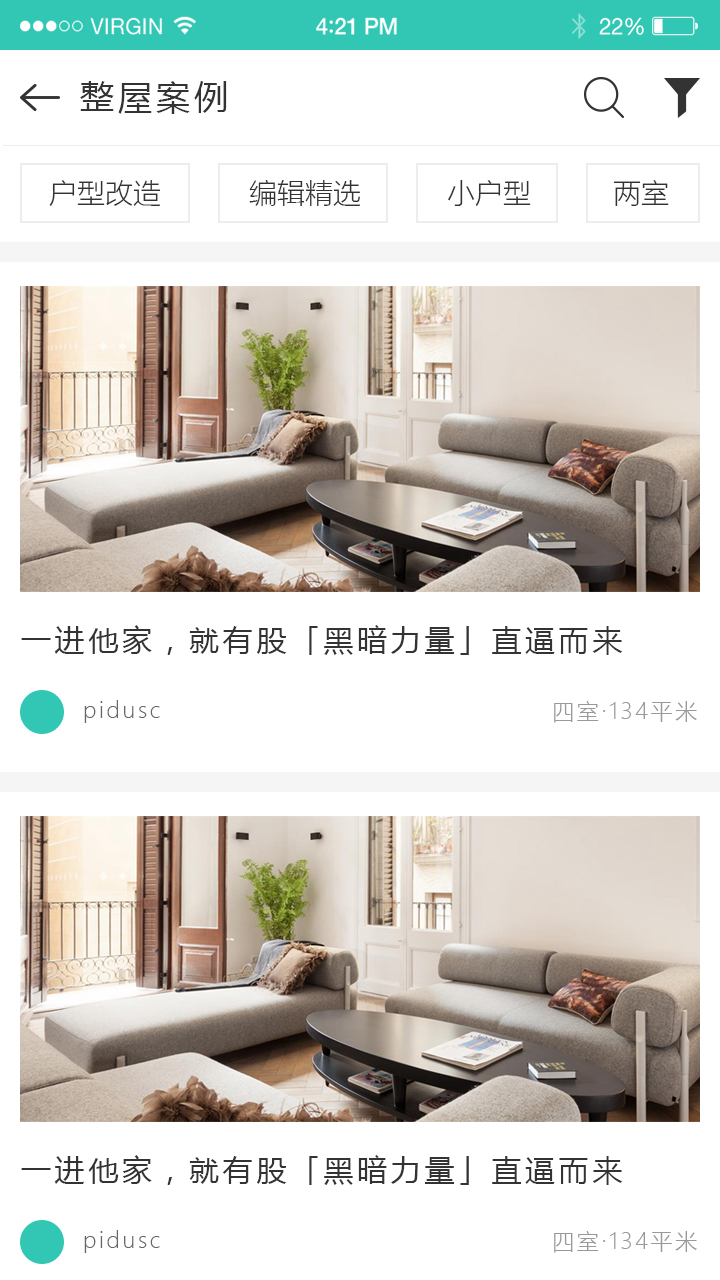 VIRGIN 4:21 PM 22%
整屋案例
户型改造 编辑精选 小户型 两室
一进他家，就有股「黑暗力量」直逼而来
pidusc 四室·134平米
一进他家，就有股「黑暗力量」直逼而来
pidusc 四室·134平米